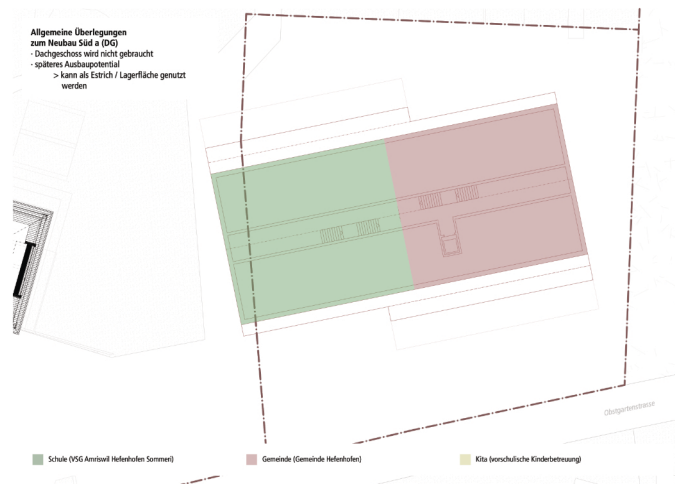 Allgemeine Überlegungen
zum Neubau Süd a (DG)
- Dachgeschoss wird nicht gebraucht
- späteres Ausbaupotential
> kann als Estrich / Lagerfläche genutzt
werden
Obstgartenstrasse
Schule (VSG Amriswil Hefenhofen Sommeri)
Gemeinde (Gemeinde Hefenhofen)
Kita (vorschulische Kinderbetreuung)